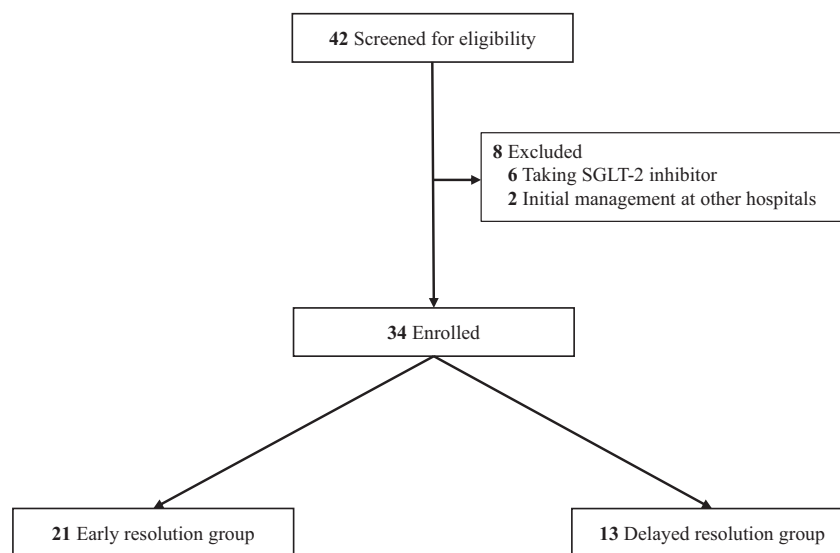 42 Screened for eligibility
8 Excluded
6 Taking SGLT-2 inhibitor
2 Initial management at other hospitals
34 Enrolled
21 Early resolution group
13 Delayed resolution group